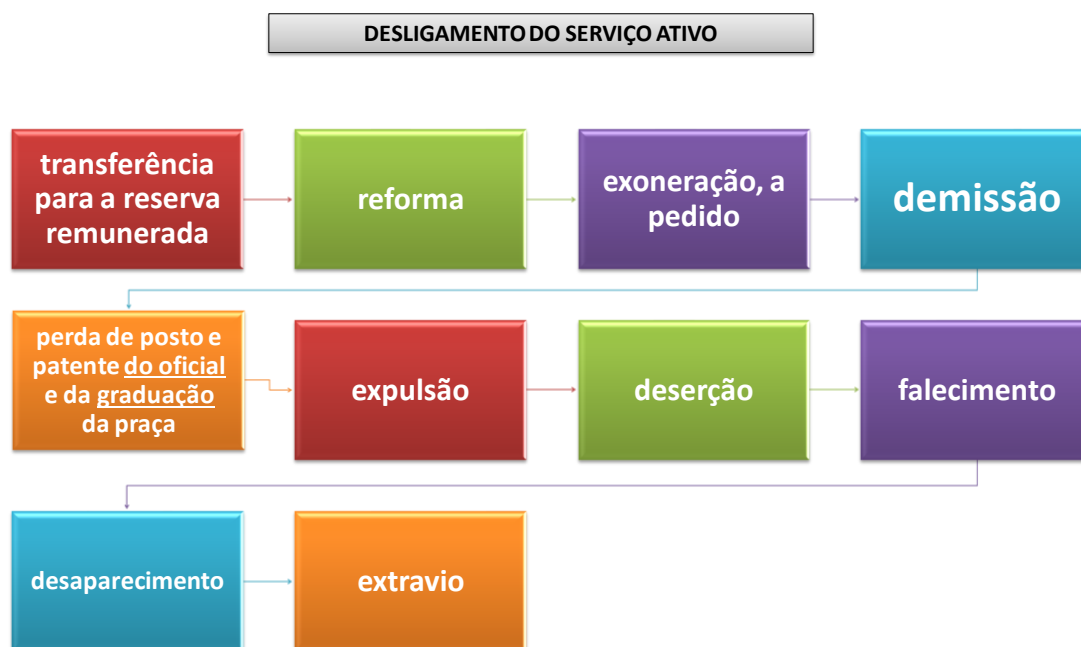 DESLIGAMENTO DO SERVIÇO ATIVO
transferência
para a reserva
remunerada
reforma
exoneração, a
pedido
demissão
perda de posto e
patente do oficial
e da graduação
da praça
expulsão
deserção
falecimento
desaparecimento
extravio